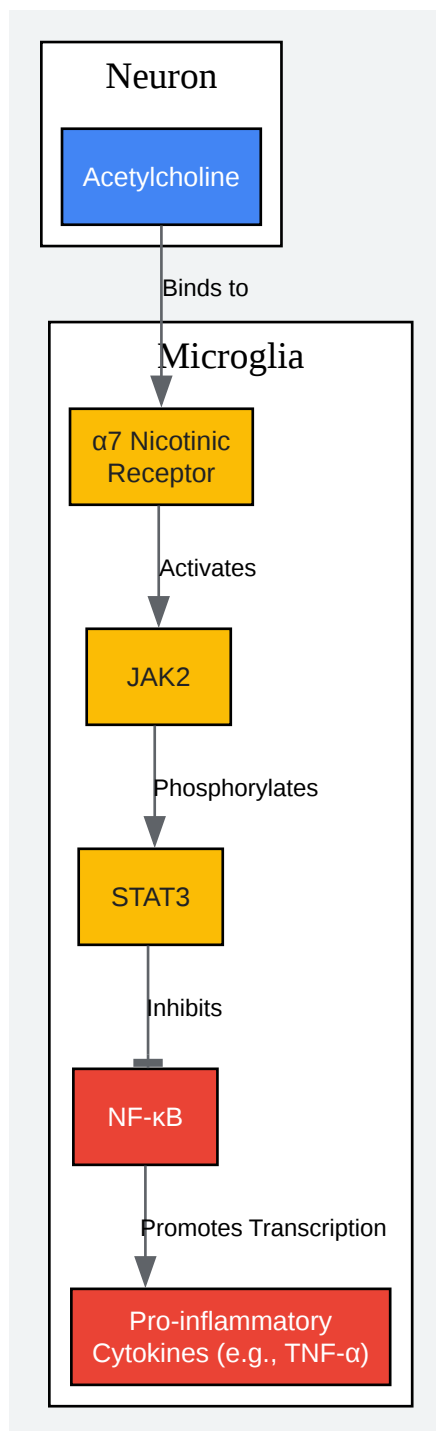 Neuron
Acetylcholine
Binds to
Microglia
α7 Nicotinic
Receptor
Activates
JAK2
Phosphorylates
STAT3
Inhibits
NF-κB
Promotes Transcription
Pro-inflammatory
Cytokines (e.g., TNF-α)